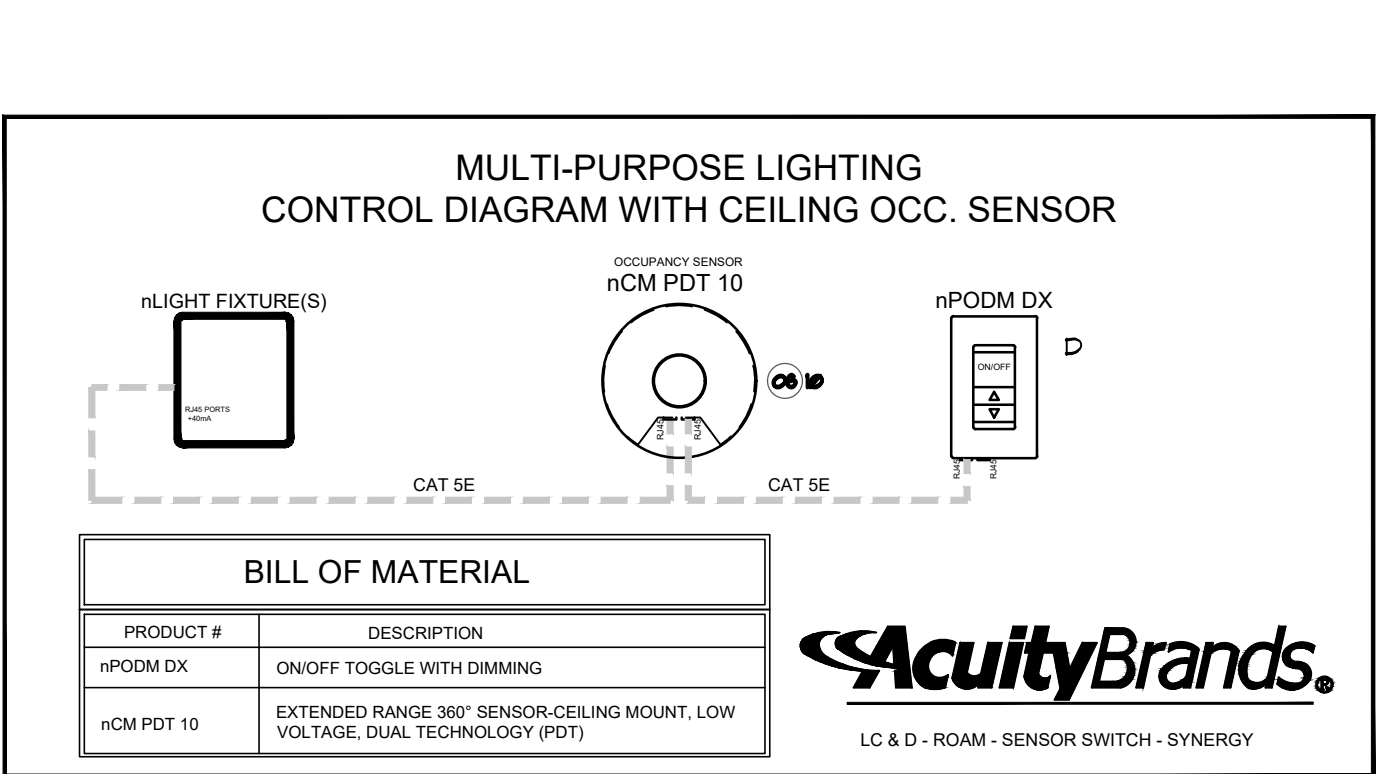 MULTI-PURPOSE LIGHTING
CONTROL DIAGRAM WITH CEILING OCC. SENSOR
OCCUPANCY SENSOR
nCM PDT 10
nLIGHT FIXTURE(S)
nPODM DX
D
ON/OFF
RJ45 PORTS
+40mA
OS 10
RJ45
RJ45
RJ45
RJ45
CAT 5E
CAT 5E
BILL OF MATERIAL
PRODUCT # DESCRIPTION
nPODM DX ON/OFF TOGGLE WITH DIMMING
nCM PDT 10 EXTENDED RANGE 360° SENSOR-CEILING MOUNT, LOW
VOLTAGE, DUAL TECHNOLOGY (PDT)
AcuityBrands®
LC & D - ROAM - SENSOR SWITCH - SYNERGY